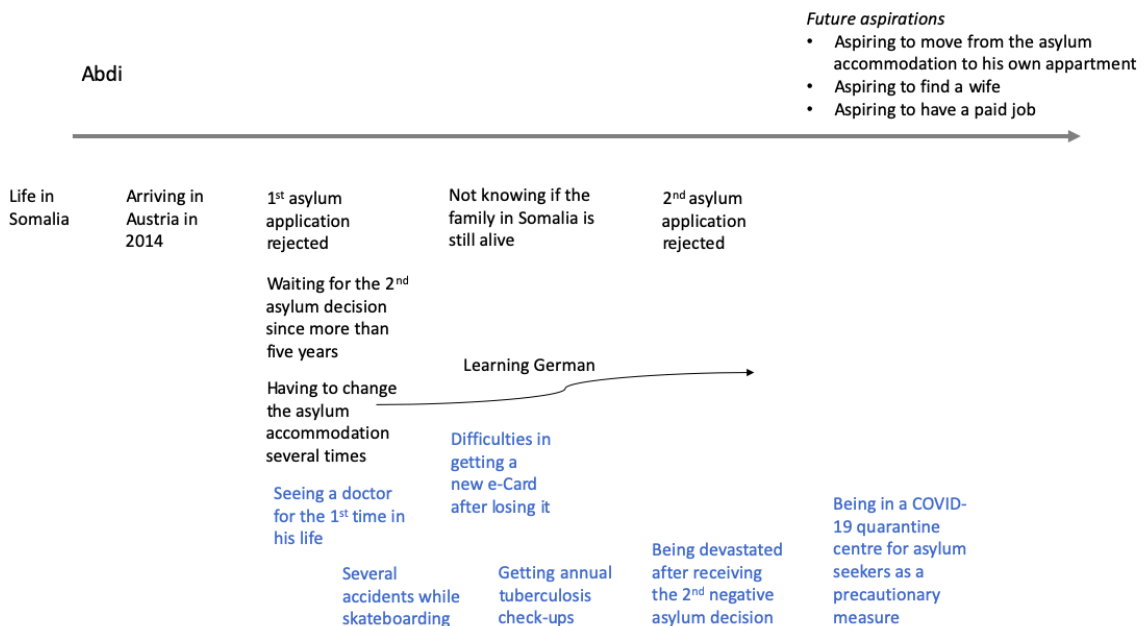 Future aspirations
• Aspiring to move from the asylum
accommodation to his own appartment
• Aspiring to find a wife
• Aspiring to have a paid job
Abdi
Life in
Somalia
Arriving in
Austria in
2014
1st asylum
application
rejected
Not knowing if the
family in Somalia is
still alive
2nd asylum
application
rejected
Waiting for the 2nd
asylum decision
since more than
five years
Learning German
Having to change
the asylum
accommodation
several times
Difficulties in
getting a
new e-Card
after losing it
Seeing a doctor
for the 1st time in
his life
Several
accidents while
skateboarding
Getting annual
tuberculosis
check-ups
Being devastated
after receiving
the 2nd negative
asylum decision
Being in a COVID-
19 quarantine
centre for asylum
seekers as a
precautionary
measure